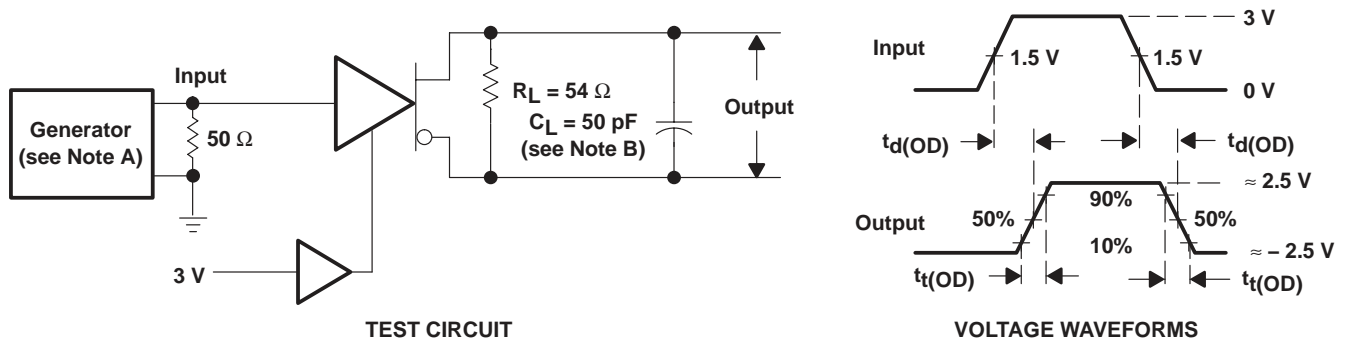 Generator
(see Note A)
Input
50 Ω
3 V
R_L = 54 Ω
C_L = 50 pF
(see Note B)
Output
TEST CIRCUIT
Input
3 V
1.5 V
1.5 V
0 V
t_d(OD)
t_d(OD)
Output
≈ 2.5 V
90%
50%
50%
10%
≈ – 2.5 V
t_t(OD)
t_t(OD)
VOLTAGE WAVEFORMS